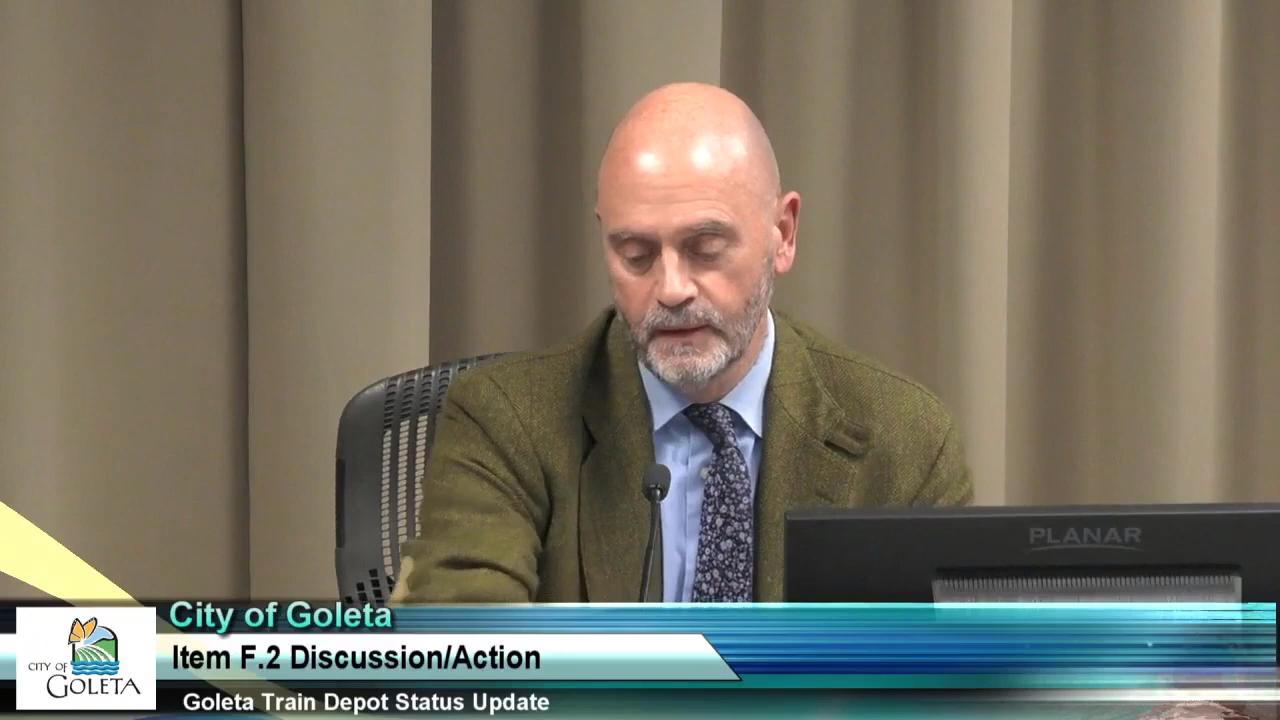 PLANAR
City of Goleta
Item F.2 Discussion/Action
Goleta Train Depot Status Update
CITY OF
GOLETA